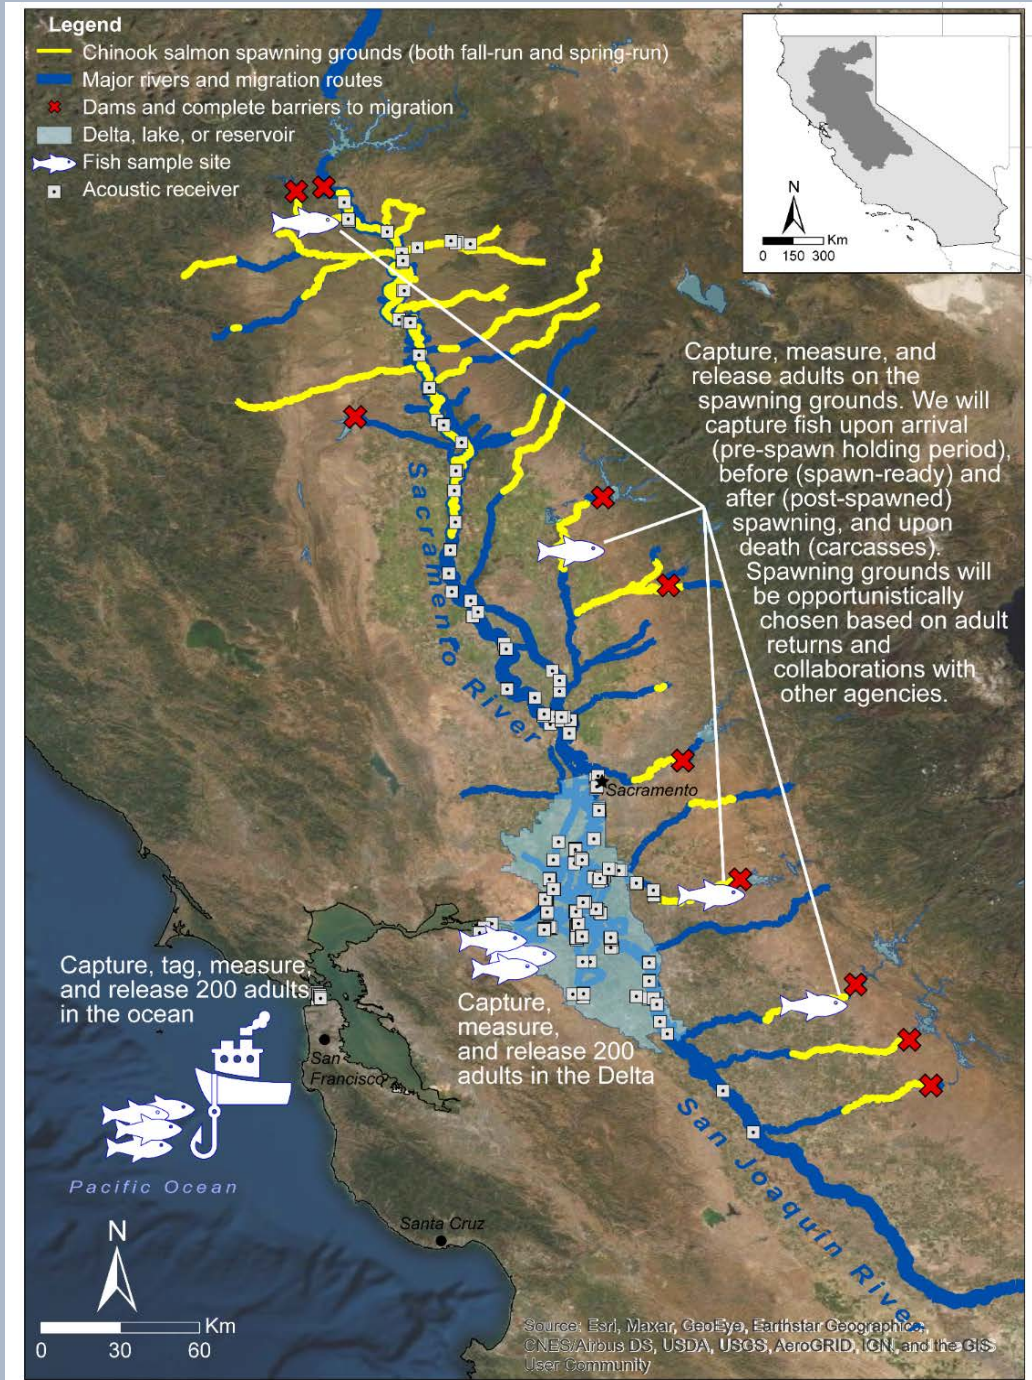 Legend
Chinook salmon spawning grounds (both fall-run and spring-run)
Major rivers and migration routes
Dams and complete barriers to migration
Delta, lake, or reservoir
Fish sample site
Acoustic receiver
N
Km
0 150 300
Capture, measure, and
release adults on the
spawning grounds. We will
capture fish upon arrival
(pre-spawn holding period),
before (spawn-ready) and
after (post-spawned)
spawning, and upon
death (carcasses).
Spawning grounds will
be opportunistically
chosen based on adult
returns and
collaborations with
other agencies.
Sacramento
River
Sacramento
Capture, tag, measure,
and release 200 adults
in the ocean
Capture,
measure,
and release 200
adults in the Delta
San
Francisco
Pacific Ocean
Santa Cruz
San Joaquin River
N
Km
0 30 60
Source: Esri, Maxar, GeoEye, Earthstar Geographics,
CNES/Airbus DS, USDA, USGS, AeroGRID, IGN, and the GIS
User Community